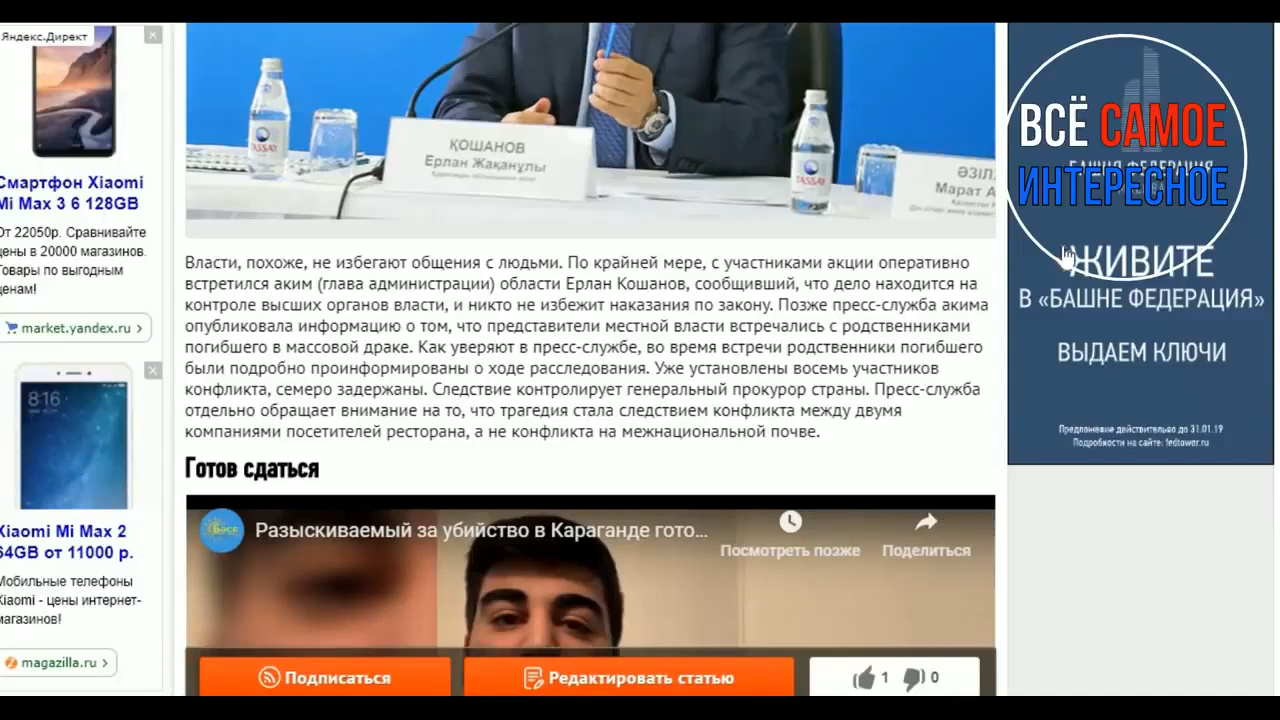 Яндекс.Директ
Смартфон Xiaomi
Mi Max 3 6 128GB
От 22050р. Сравнивайте
цены в 20000 магазинов.
Товары по выгодным
ценам!
market.yandex.ru
8:16
Xiaomi Mi Max 2
64GB от 11000 р.
Мобильные телефоны
Xiaomi - цены интернет-
магазинов!
magazilla.ru
TASSAY
ҚОШАНОВ
Ерлан Жақанұлы
TASSAY
ӘЗІЛ
Марат А
Власти, похоже, не избегают общения с людьми. По крайней мере, с участниками акции оперативно
встретился аким (глава администрации) области Ерлан Кошанов, сообщивший, что дело находится на
контроле высших органов власти, и никто не избежит наказания по закону. Позже пресс-служба акима
опубликовала информацию о том, что представители местной власти встречались с родственниками
погибшего в массовой драке. Как уверяют в пресс-службе, во время встречи родственники погибшего
были подробно проинформированы о ходе расследования. Уже установлены восемь участников
конфликта, семеро задержаны. Следствие контролирует генеральный прокурор страны. Пресс-служба
отдельно обращает внимание на то, что трагедия стала следствием конфликта между двумя
компаниями посетителей ресторана, а не конфликта на межнациональной почве.
Готов сдаться
Разыскиваемый за убийство в Караганде гото...
Посмотреть позже
Поделиться
Подписаться
Редактировать статью
1
0
ВСЁ САМОЕ
БАШНЯ ФЕДЕРАЦИЯ
ИНТЕРЕСНОЕ
ЖИВИТЕ
В «БАШНЕ ФЕДЕРАЦИЯ»
ВЫДАЕМ КЛЮЧИ
Предложение действительно до 31.01.19
Подробности на сайте: fedtower.ru